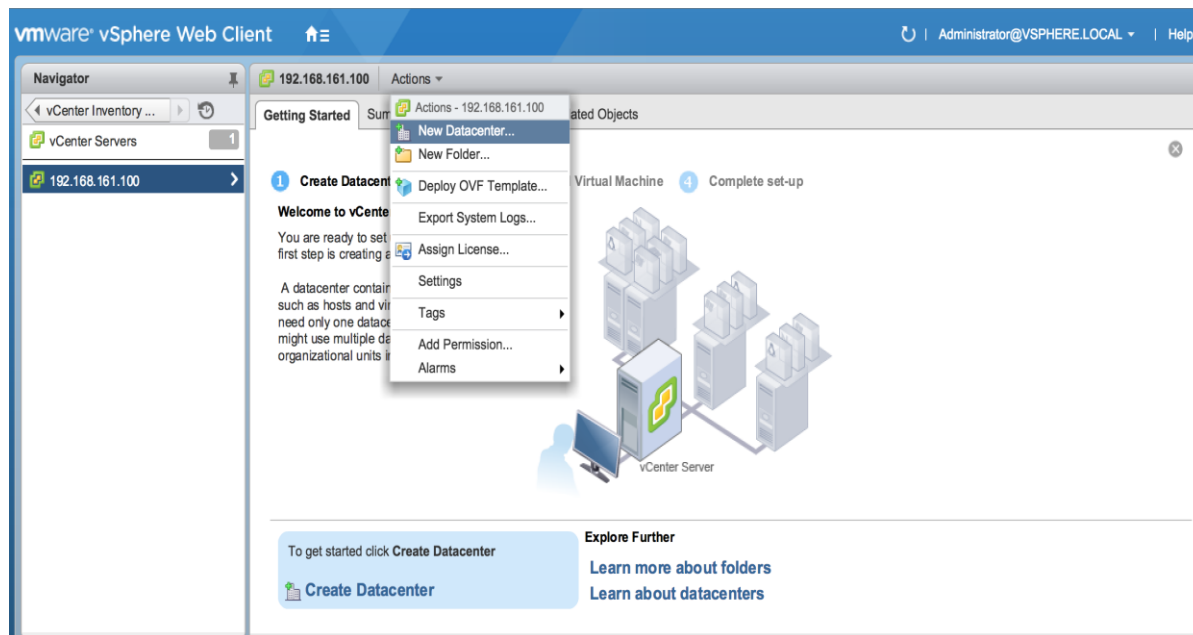 vmware® vSphere Web Client
Administrator@VSPHERE.LOCAL
Help
Navigator
192.168.161.100
Actions
vCenter Inventory ...
vCenter Servers
1
192.168.161.100
Getting Started
ated Objects
Actions - 192.168.161.100
New Datacenter...
New Folder...
Deploy OVF Template...
Export System Logs...
Assign License...
Settings
Tags
Add Permission...
Alarms
1 Create Datacent
Virtual Machine
4 Complete set-up
Welcome to vCente
You are ready to set
first step is creating a
A datacenter contain
such as hosts and vir
need only one datace
might use multiple da
organizational units i
vCenter Server
To get started click Create Datacenter
Create Datacenter
Explore Further
Learn more about folders
Learn about datacenters